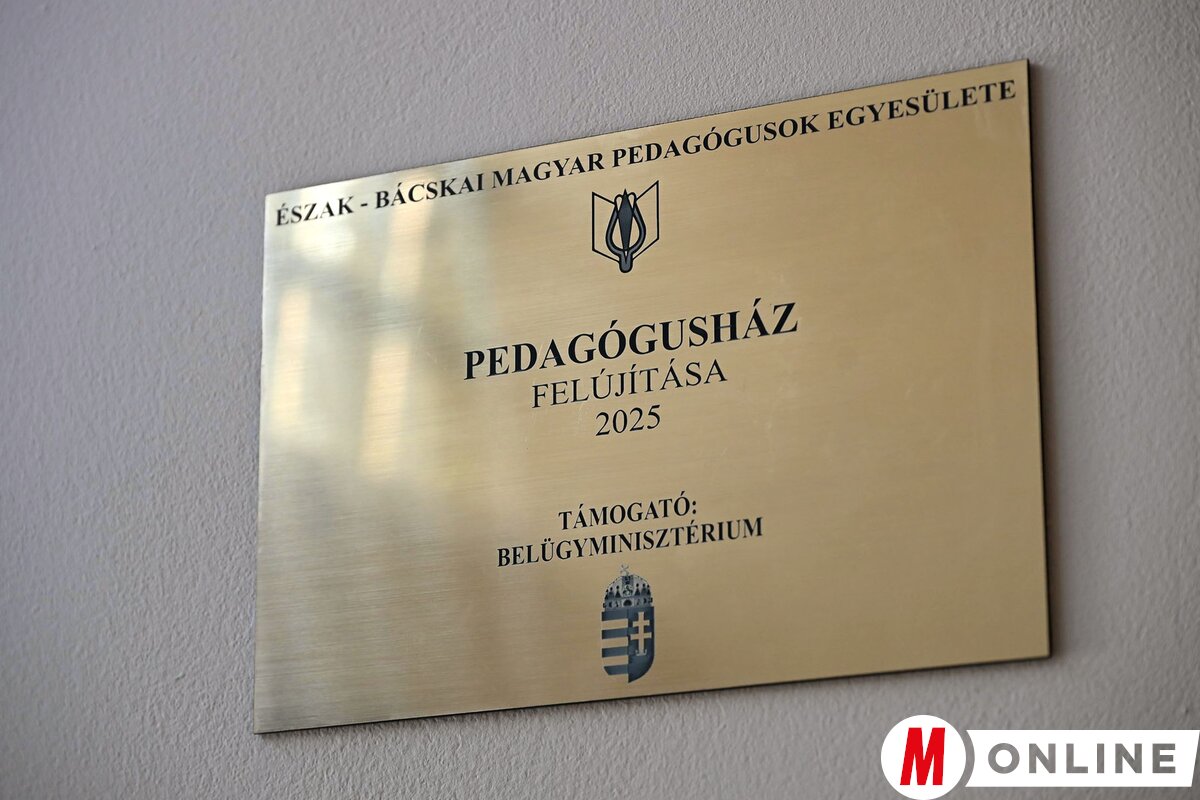 ÉSZAK - BÁCSKAI MAGYAR PEDAGÓGUSOK EGYESÜLETE
PEDAGÓGUSHÁZ
FELÚJÍTÁSA
2025
TÁMOGATÓ:
BELÜGYMINISZTÉRIUM
M ONLINE